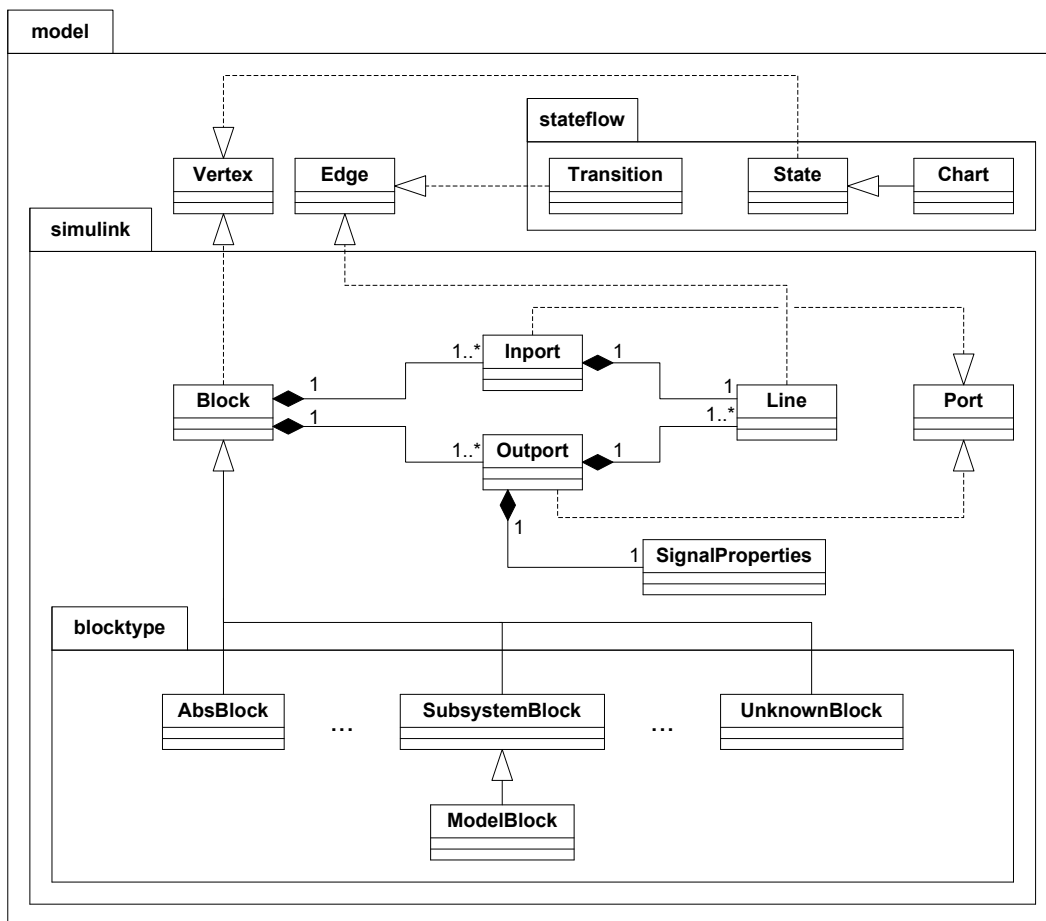 model
stateflow
Vertex
Edge
Transition
State
Chart
simulink
1..*
Inport
1
1
Block
1
Line
Port
1
1..*
1..*
Outport
1
1
1
SignalProperties
blocktype
AbsBlock
...
SubsystemBlock
...
UnknownBlock
ModelBlock